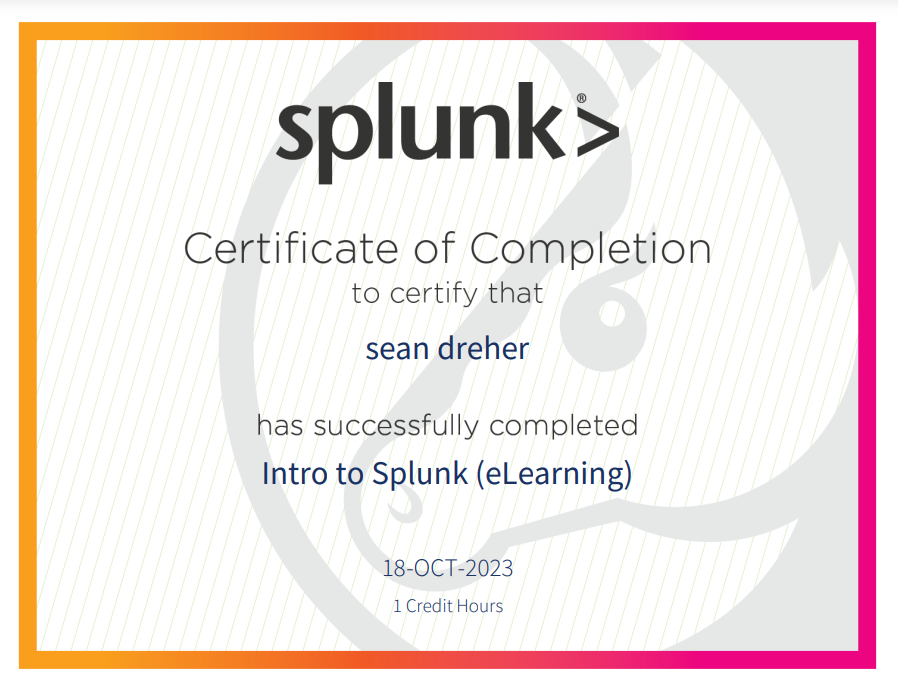 splunk>®
Certificate of Completion
to certify that
sean dreher
has successfully completed
Intro to Splunk (eLearning)
18-OCT-2023
1 Credit Hours